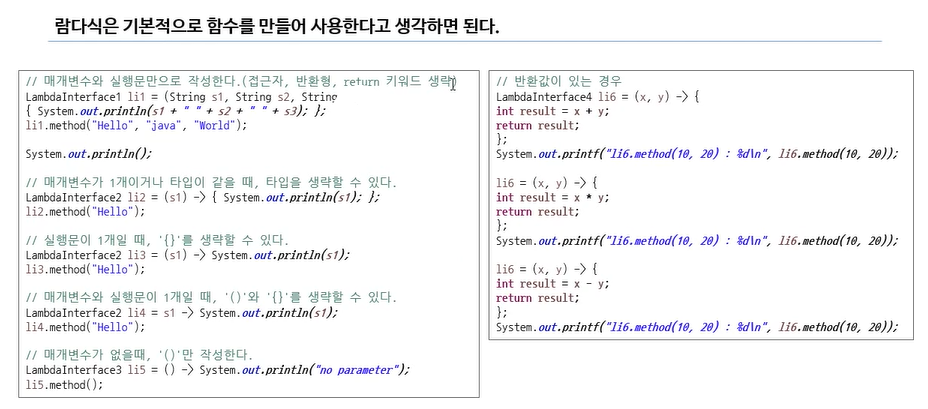 람다식은 기본적으로 함수를 만들어 사용한다고 생각하면 된다.
// 매개변수와 실행문만으로 작성한다.(접근자, 반환형, return 키워드 생략)
LambdaInterface1 li1 = (String s1, String s2, String
{ System.out.println(s1 + " " + s2 + " " + s3); };
li1.method("Hello", "java", "World");
System.out.println();
// 매개변수가 1개이거나 타입이 같을 때, 타입을 생략할 수 있다.
LambdaInterface2 li2 = (s1) -> { System.out.println(s1); };
li2.method("Hello");
// 실행문이 1개일 때, '{}'를 생략할 수 있다.
LambdaInterface2 li3 = (s1) -> System.out.println(s1);
li3.method("Hello");
// 매개변수와 실행문이 1개일 때, '()'와 '{}'를 생략할 수 있다.
LambdaInterface2 li4 = s1 -> System.out.println(s1);
li4.method("Hello");
// 매개변수가 없을때, '()'만 작성한다.
LambdaInterface3 li5 = () -> System.out.println("no parameter");
li5.method();
// 반환값이 있는 경우
LambdaInterface4 li6 = (x, y) -> {
int result = x + y;
return result;
};
System.out.printf("li6.method(10, 20) : %d\n", li6.method(10, 20));
li6 = (x, y) -> {
int result = x * y;
return result;
};
System.out.printf("li6.method(10, 20) : %d\n", li6.method(10, 20));
li6 = (x, y) -> {
int result = x - y;
return result;
};
System.out.printf("li6.method(10, 20) : %d\n", li6.method(10, 20));